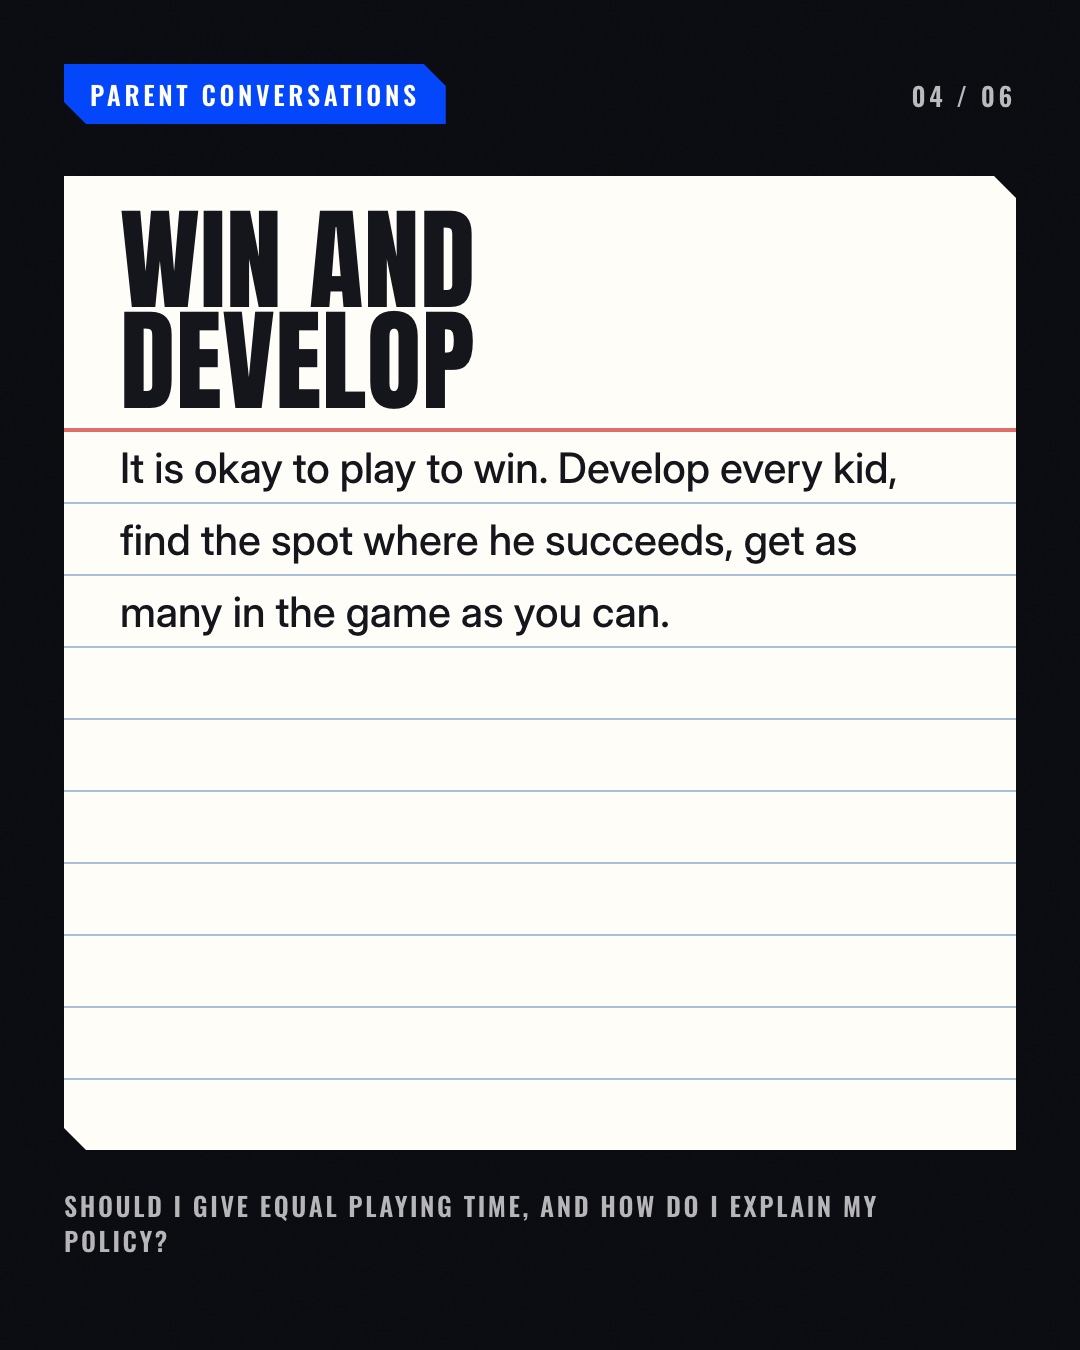 PARENT CONVERSATIONS
04 / 06
WIN AND
DEVELOP
It is okay to play to win. Develop every kid,
find the spot where he succeeds, get as
many in the game as you can.
SHOULD I GIVE EQUAL PLAYING TIME, AND HOW DO I EXPLAIN MY
POLICY?